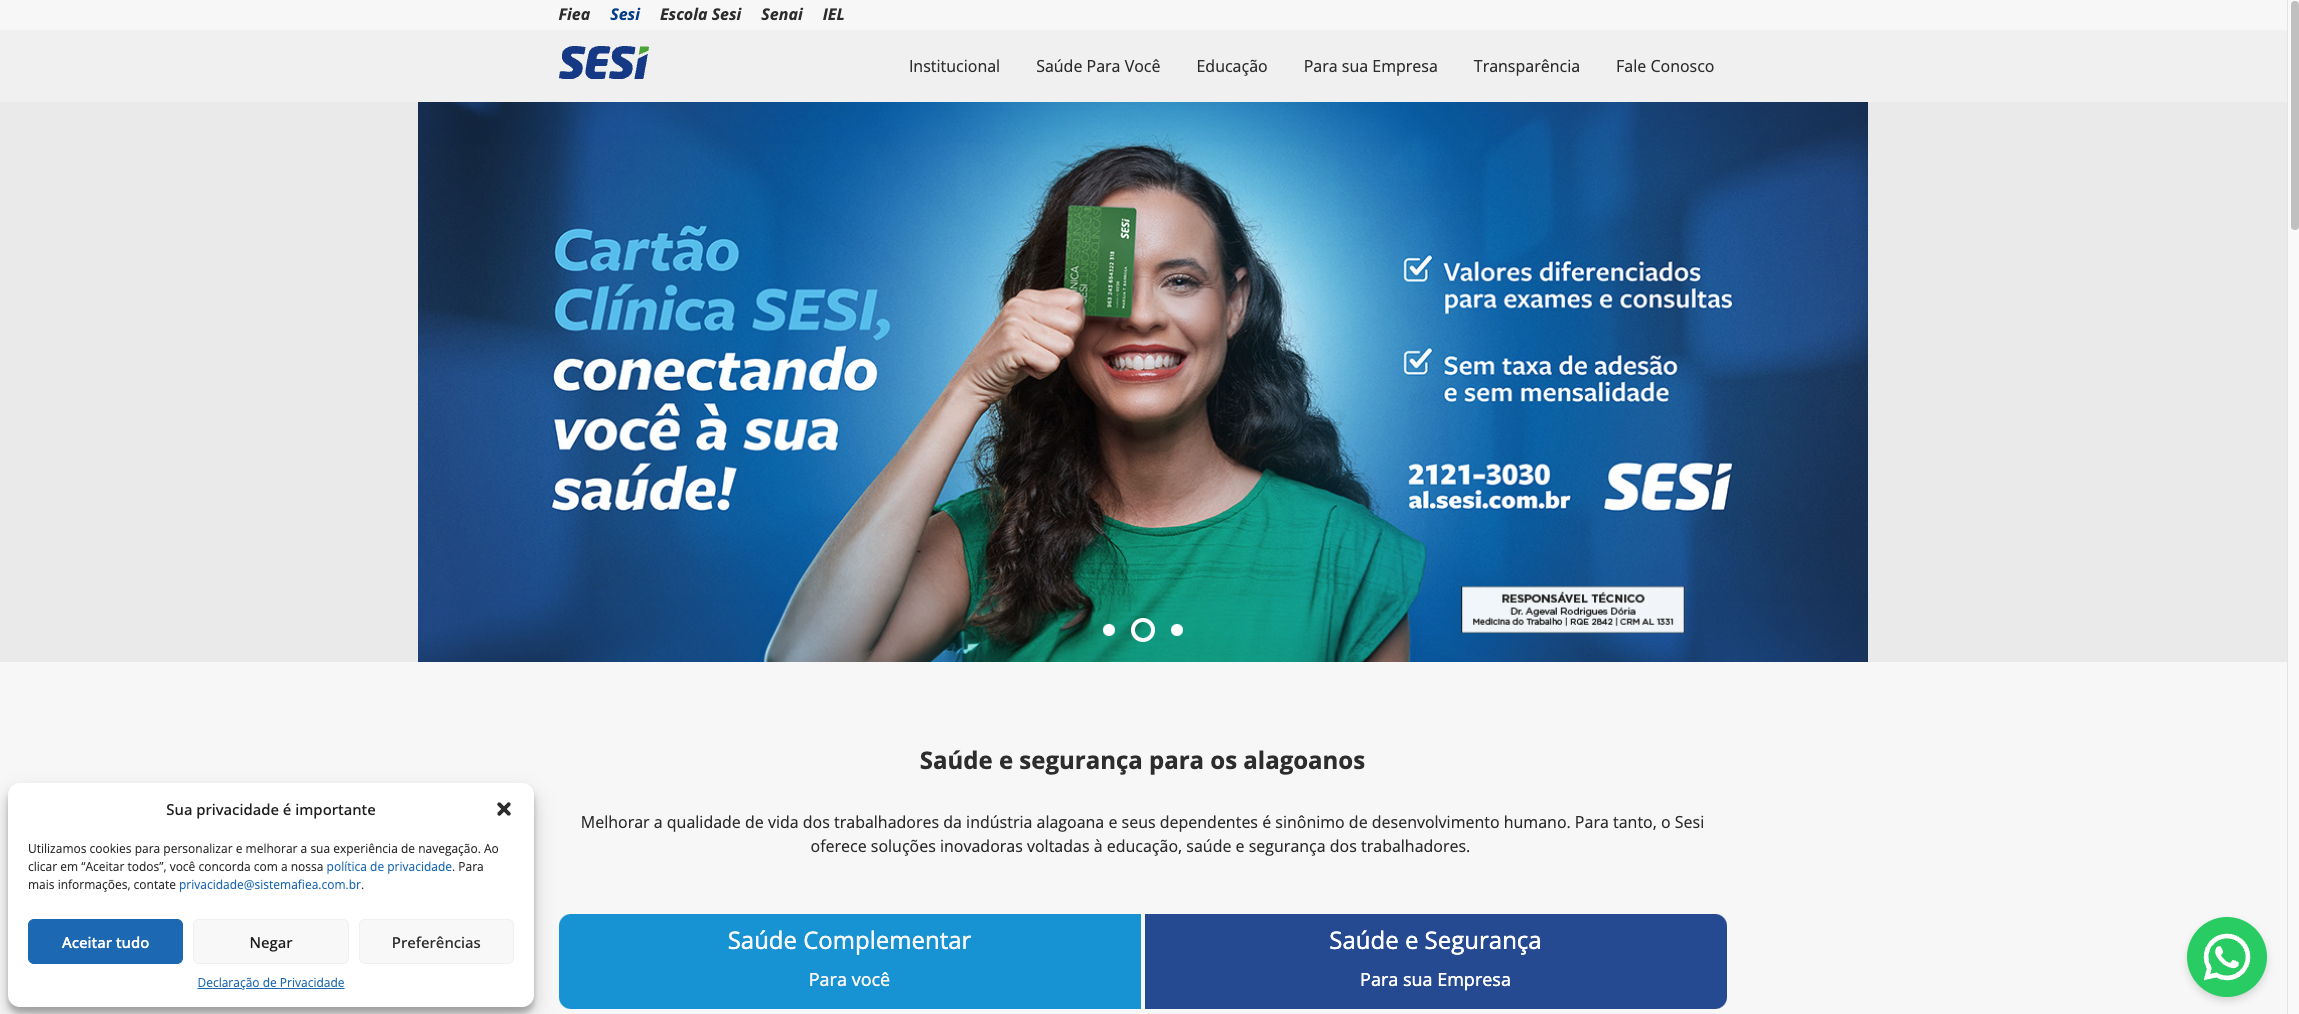 Fiea Sesi Escola Sesi Senai IEL
SESI
Institucional Saúde Para Você Educação Para sua Empresa Transparência Fale Conosco
Cartão
Clínica SESI,
conectando
você à sua
saúde!
SESI
Valores diferenciados
para exames e consultas
Sem taxa de adesão
e sem mensalidade
2121-3030
al.sesi.com.br
SESI
RESPONSÁVEL TÉCNICO
Dr. Ageval Rodrigues Dória
Medicina do Trabalho | RQE 2842 | CRM AL 1331
Saúde e segurança para os alagoanos
Melhorar a qualidade de vida dos trabalhadores da indústria alagoana e seus dependentes é sinônimo de desenvolvimento humano. Para tanto, o Sesi
oferece soluções inovadoras voltadas à educação, saúde e segurança dos trabalhadores.
Saúde Complementar
Para você
Saúde e Segurança
Para sua Empresa
Sua privacidade é importante
Utilizamos cookies para personalizar e melhorar a sua experiência de navegação. Ao
clicar em “Aceitar todos”, você concorda com a nossa política de privacidade. Para
mais informações, contate privacidade@sistemafiea.com.br.
Aceitar tudo Negar Preferências
Declaração de Privacidade